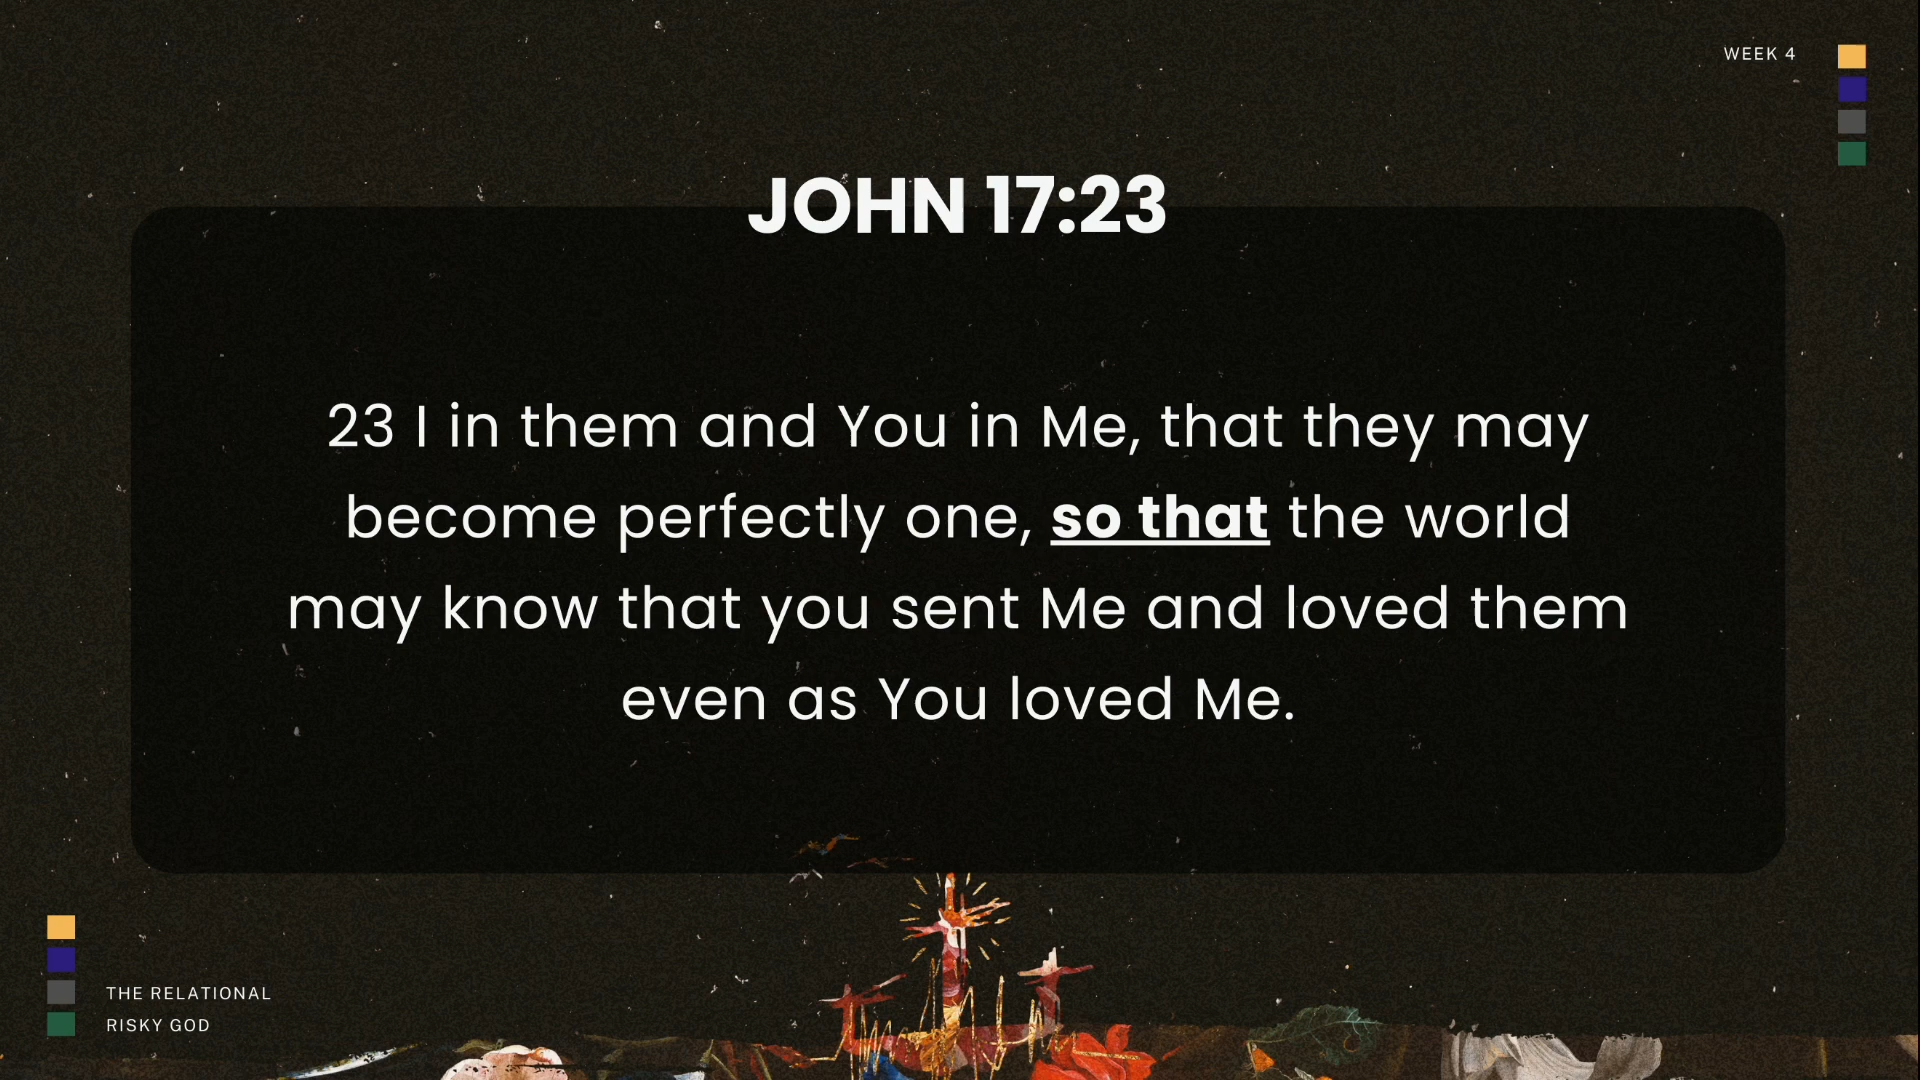 WEEK 4
JOHN 17:23
23 I in them and You in Me, that they may
become perfectly one, so that the world
may know that you sent Me and loved them
even as You loved Me.
THE RELATIONAL
RISKY GOD